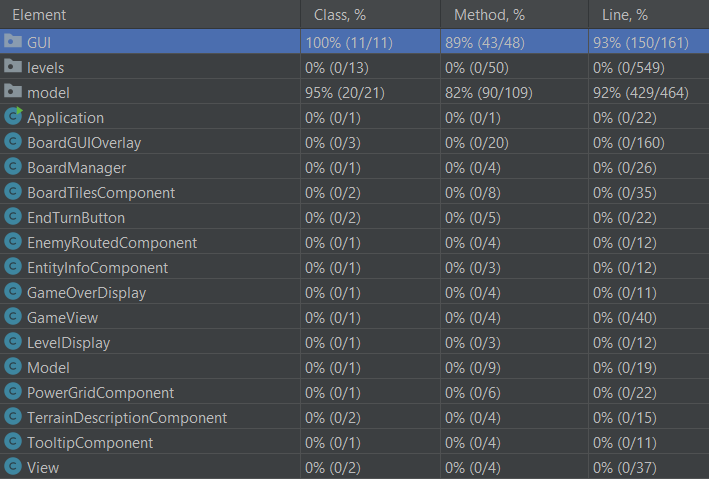 Element Class, % Method, % Line, %
GUI 100% (11/11) 89% (43/48) 93% (150/161)
levels 0% (0/13) 0% (0/50) 0% (0/549)
model 95% (20/21) 82% (90/109) 92% (429/464)
Application 0% (0/1) 0% (0/1) 0% (0/22)
BoardGUIOverlay 0% (0/3) 0% (0/20) 0% (0/160)
BoardManager 0% (0/1) 0% (0/4) 0% (0/26)
BoardTilesComponent 0% (0/2) 0% (0/8) 0% (0/35)
EndTurnButton 0% (0/2) 0% (0/5) 0% (0/22)
EnemyRoutedComponent 0% (0/1) 0% (0/4) 0% (0/12)
EntityInfoComponent 0% (0/1) 0% (0/3) 0% (0/12)
GameOverDisplay 0% (0/1) 0% (0/4) 0% (0/11)
GameView 0% (0/1) 0% (0/4) 0% (0/40)
LevelDisplay 0% (0/1) 0% (0/3) 0% (0/12)
Model 0% (0/1) 0% (0/9) 0% (0/19)
PowerGridComponent 0% (0/1) 0% (0/6) 0% (0/22)
TerrainDescriptionComponent 0% (0/2) 0% (0/4) 0% (0/15)
TooltipComponent 0% (0/1) 0% (0/4) 0% (0/11)
View 0% (0/2) 0% (0/4) 0% (0/37)